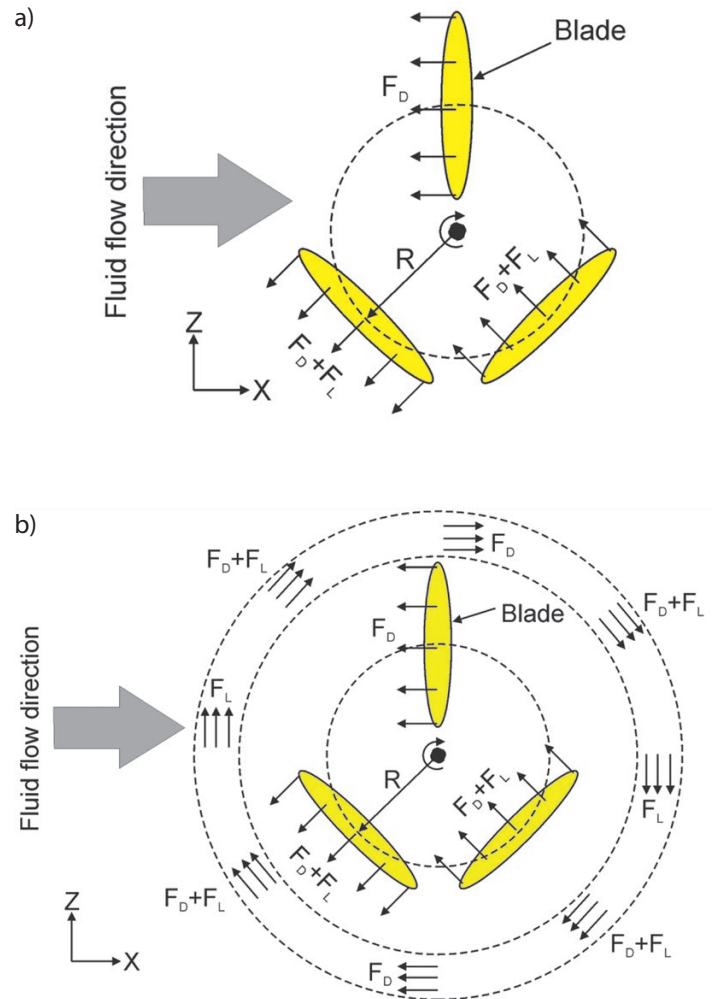 a)
Blade
F_D
Fluid flow direction
R
F_D+F_L
F_D+F_L
Z
X
b)
F_D
F_D+F_L
F_D+F_L
Blade
F_D
F_L
Fluid flow direction
R
F_D+F_L
F_L
F_D+F_L
F_D+F_L
F_D+F_L
Z
F_D
X